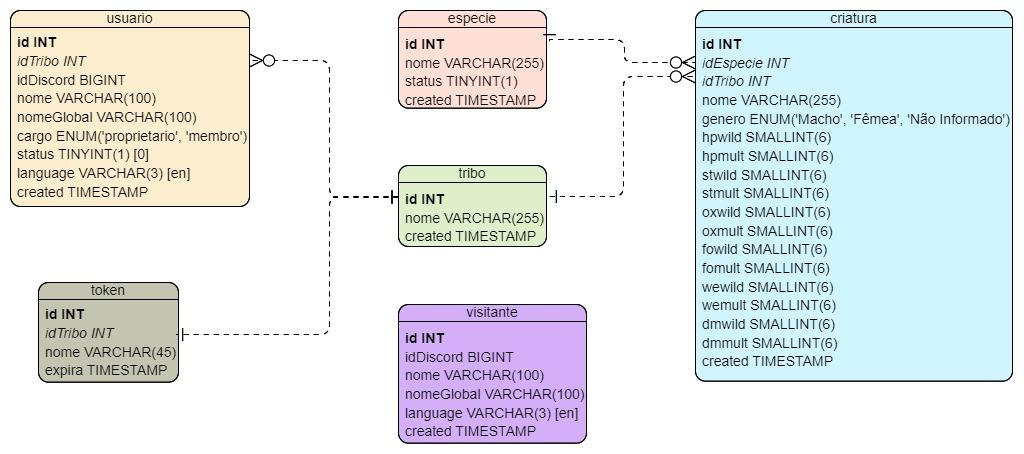 usuario
id INT
idTribo INT
idDiscord BIGINT
nome VARCHAR(100)
nomeGlobal VARCHAR(100)
cargo ENUM('proprietario', 'membro')
status TINYINT(1) [0]
language VARCHAR(3) [en]
created TIMESTAMP
especie
id INT
nome VARCHAR(255)
status TINYINT(1)
created TIMESTAMP
criatura
id INT
idEspecie INT
idTribo INT
nome VARCHAR(255)
genero ENUM('Macho', 'Fêmea', 'Não Informado')
hpwild SMALLINT(6)
hpmult SMALLINT(6)
stwild SMALLINT(6)
stmult SMALLINT(6)
oxwild SMALLINT(6)
oxmult SMALLINT(6)
fowild SMALLINT(6)
fomult SMALLINT(6)
wewild SMALLINT(6)
wemult SMALLINT(6)
dmwild SMALLINT(6)
dmmult SMALLINT(6)
created TIMESTAMP
tribo
id INT
nome VARCHAR(255)
created TIMESTAMP
token
id INT
idTribo INT
nome VARCHAR(45)
expira TIMESTAMP
visitante
id INT
idDiscord BIGINT
nome VARCHAR(100)
nomeGlobal VARCHAR(100)
language VARCHAR(3) [en]
created TIMESTAMP